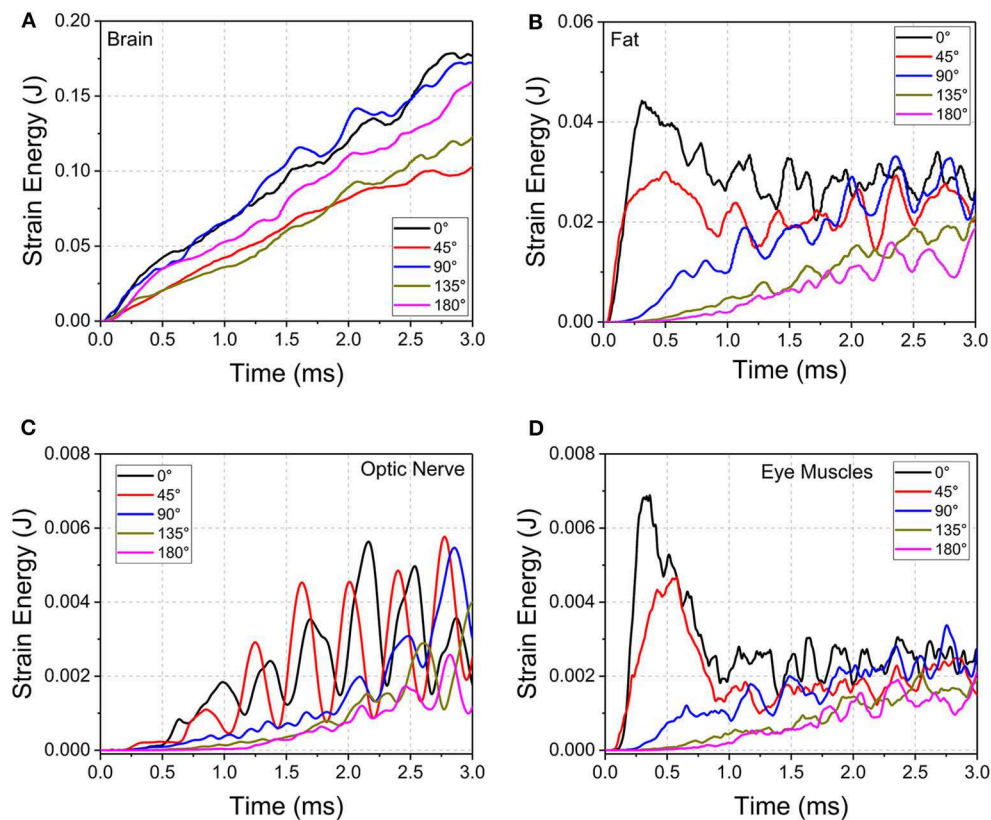 A
Brain
Strain Energy (J)
0.20
0.15
0.10
0.05
0.00
0°
45°
90°
135°
180°
0.0 0.5 1.0 1.5 2.0 2.5 3.0
Time (ms)
B
Fat
Strain Energy (J)
0.06
0.04
0.02
0.00
0°
45°
90°
135°
180°
0.0 0.5 1.0 1.5 2.0 2.5 3.0
Time (ms)
C
Optic Nerve
Strain Energy (J)
0.008
0.006
0.004
0.002
0.000
0°
45°
90°
135°
180°
0.0 0.5 1.0 1.5 2.0 2.5 3.0
Time (ms)
D
Eye Muscles
Strain Energy (J)
0.008
0.006
0.004
0.002
0.000
0°
45°
90°
135°
180°
0.0 0.5 1.0 1.5 2.0 2.5 3.0
Time (ms)